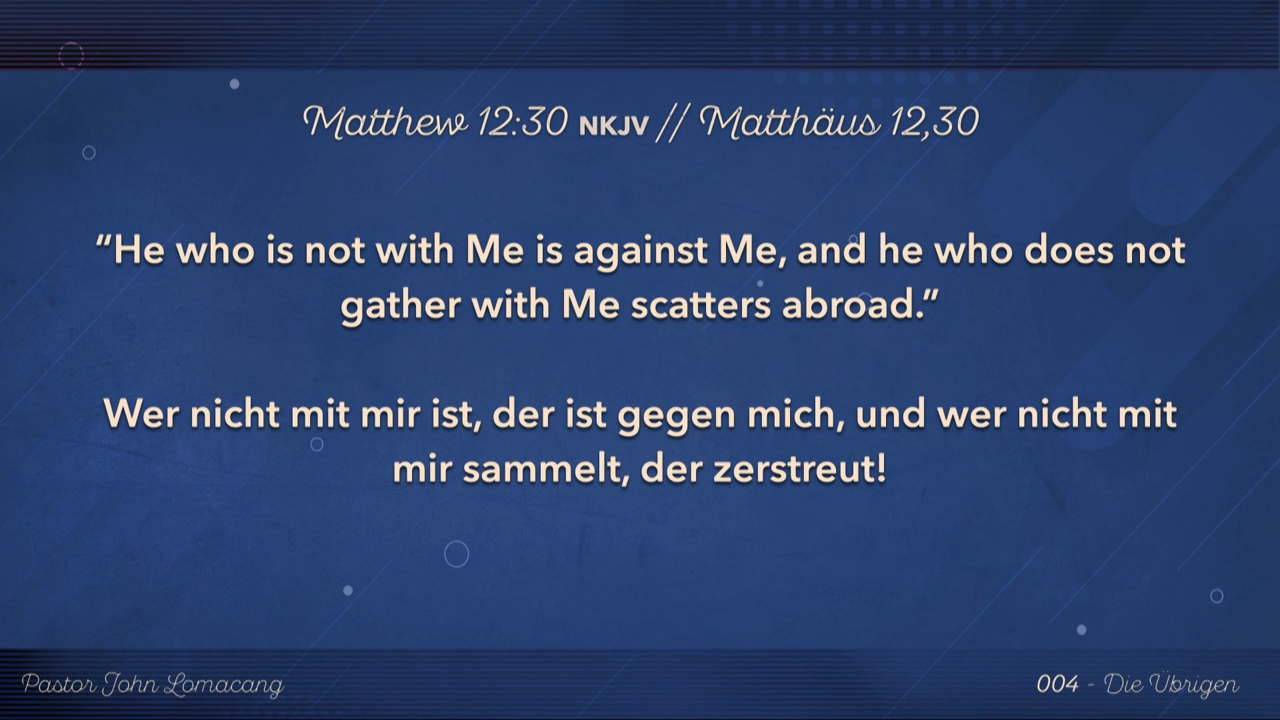 Matthew 12:30 NKJV // Matthäus 12,30
“He who is not with Me is against Me, and he who does not
gather with Me scatters abroad.”
Wer nicht mit mir ist, der ist gegen mich, und wer nicht mit
mir sammelt, der zerstreut!
Pastor John Lomacang
004 - Die Übrigen